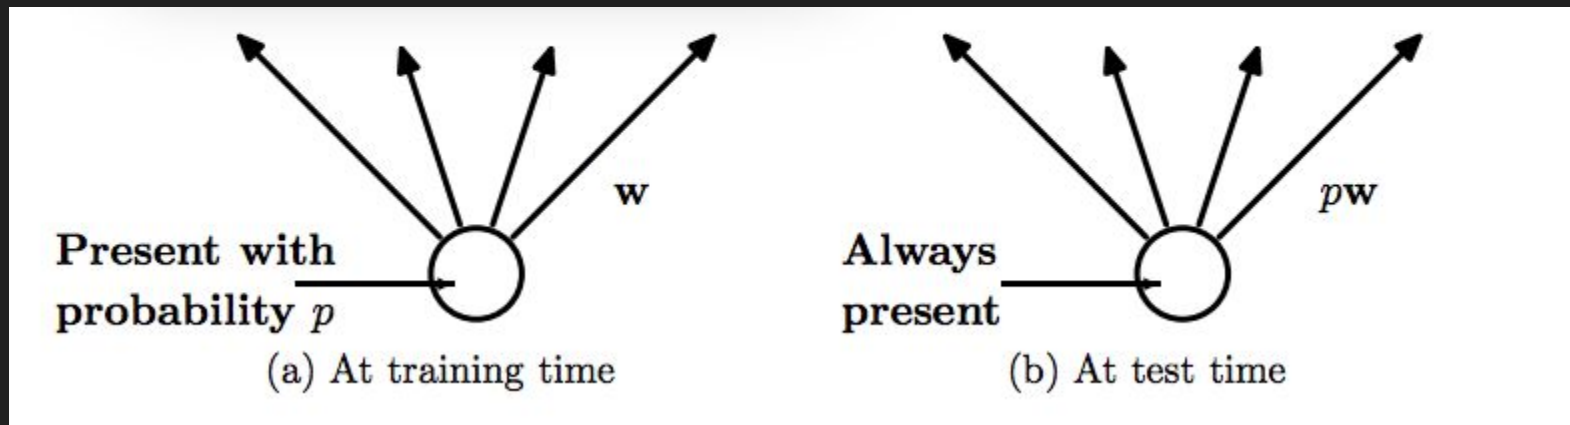 Present with
probability p
w
(a) At training time
Always
present
pw
(b) At test time